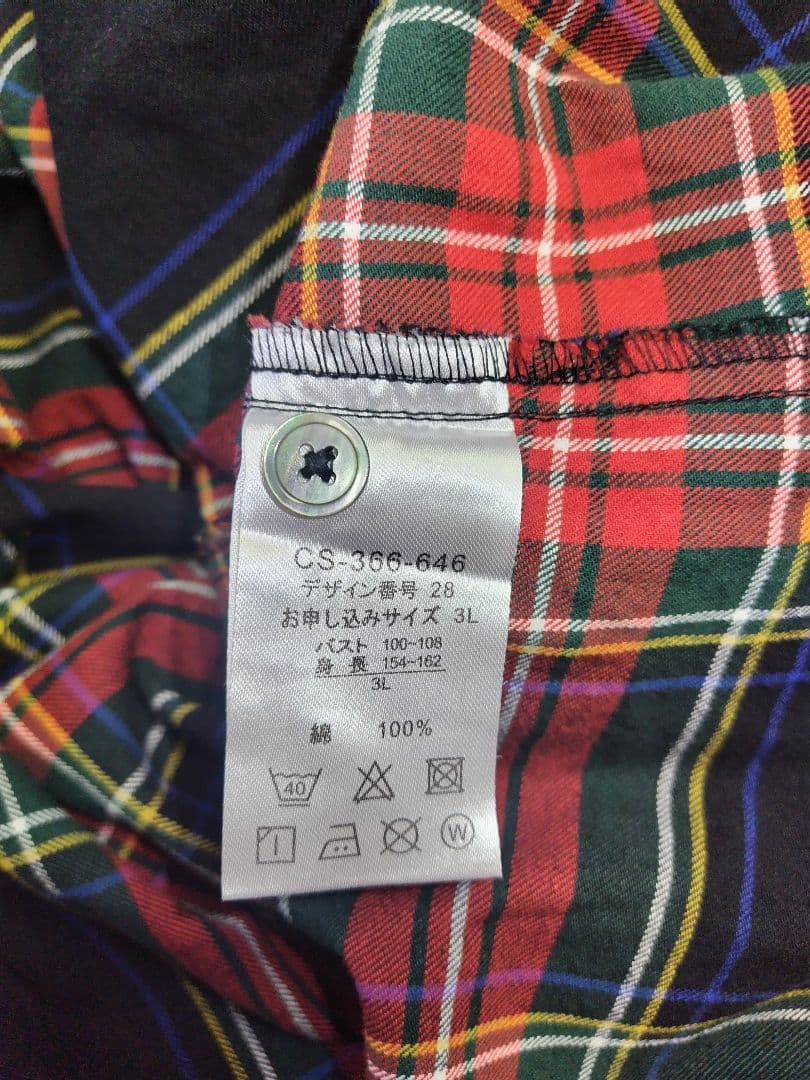 CS-366-646
デザイン番号 28
お申し込みサイズ 3L
バスト 100~108
身長 154~162
3L
綿 100%
40
W